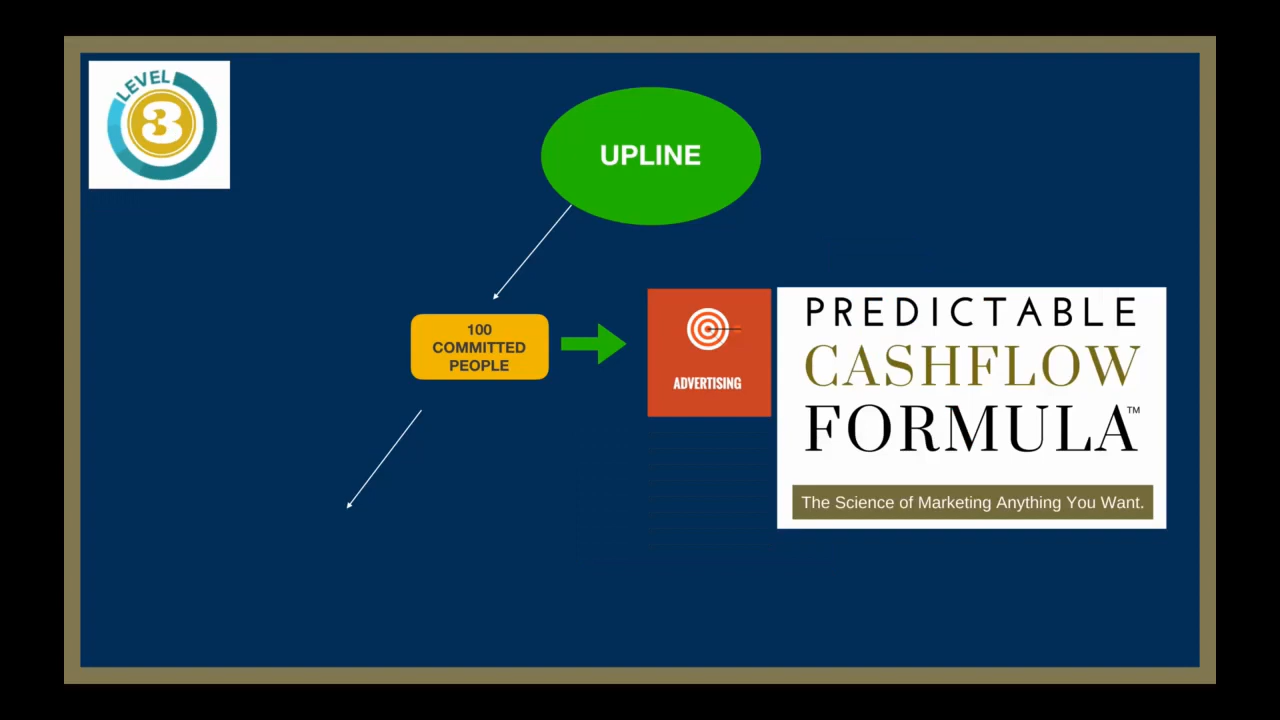 LEVEL
3
UPLINE
100
COMMITTED
PEOPLE
ADVERTISING
PREDICTABLE
CASHFLOW
FORMULA™
The Science of Marketing Anything You Want.